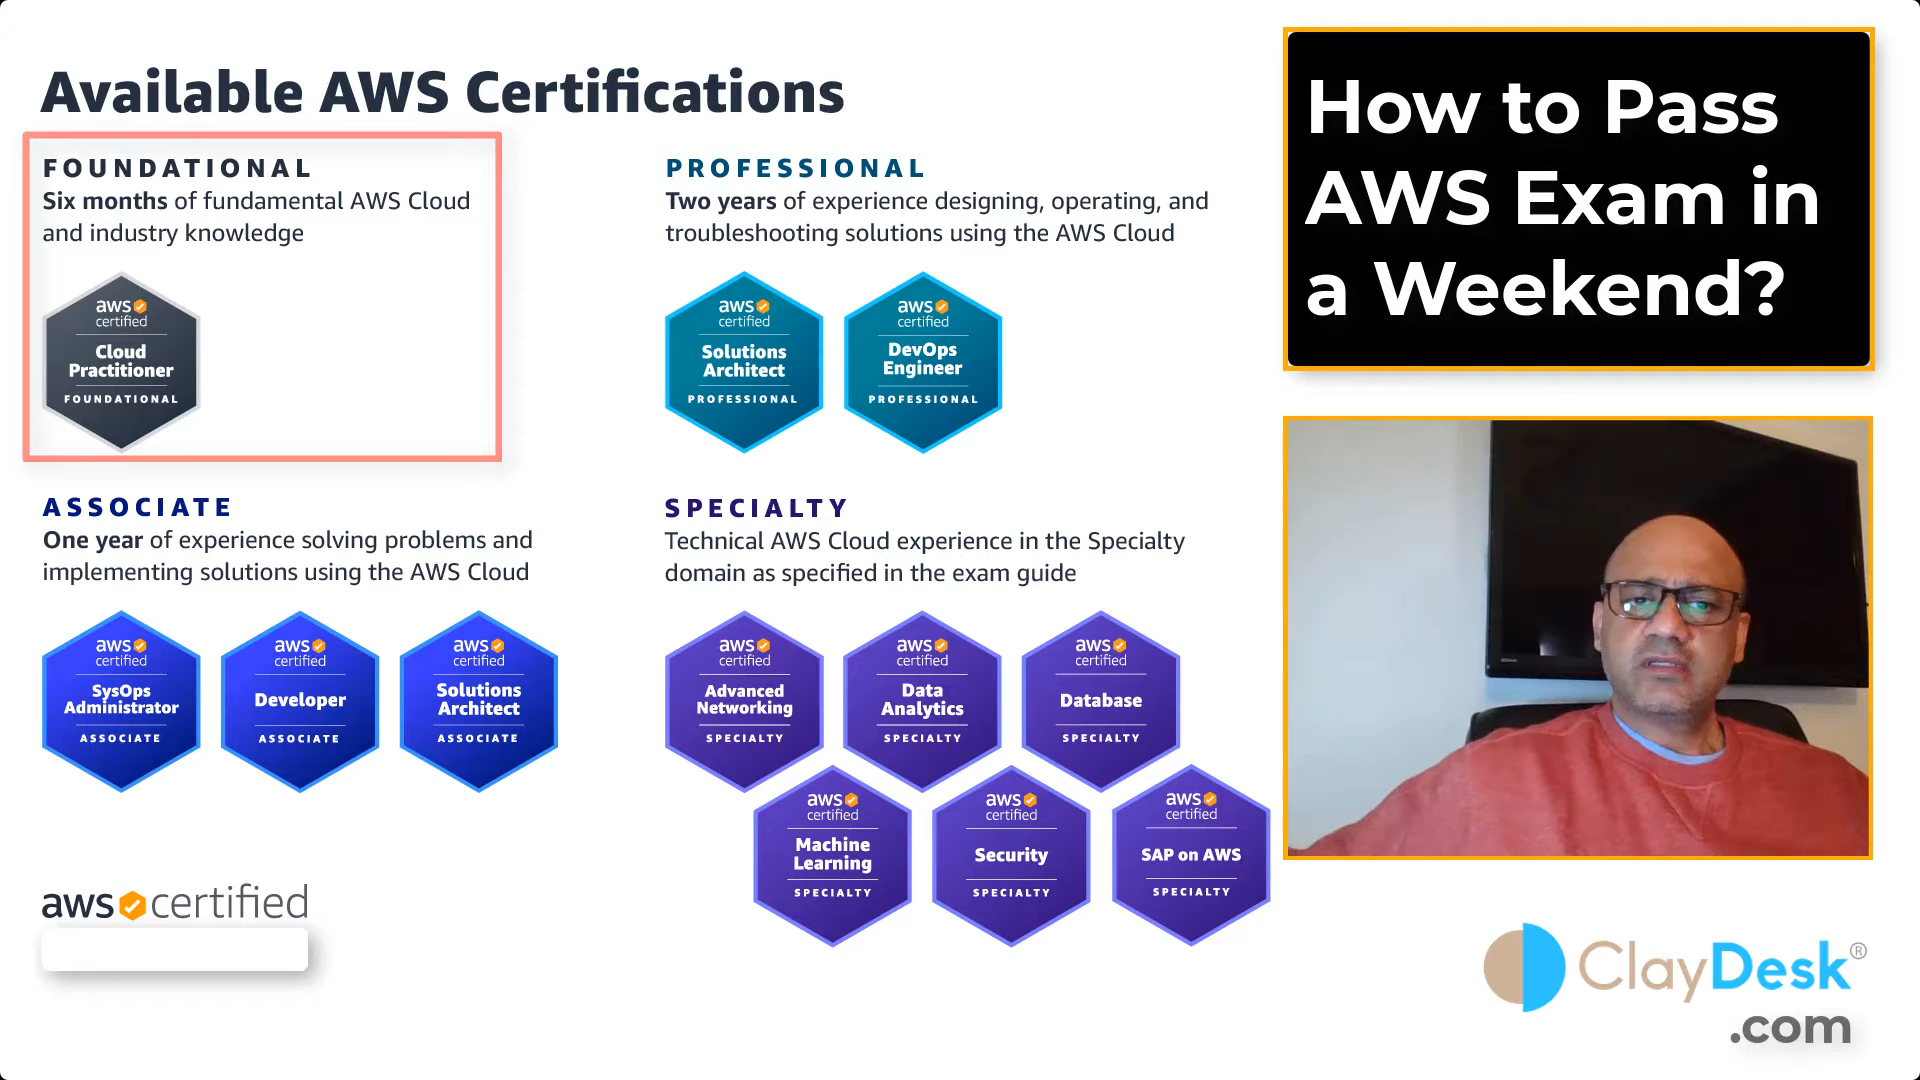 Available AWS Certifications
FOUNDATIONAL
Six months of fundamental AWS Cloud
and industry knowledge
aws
certified
Cloud
Practitioner
FOUNDATIONAL
PROFESSIONAL
Two years of experience designing, operating, and
troubleshooting solutions using the AWS Cloud
aws
certified
Solutions
Architect
PROFESSIONAL
aws
certified
DevOps
Engineer
PROFESSIONAL
ASSOCIATE
One year of experience solving problems and
implementing solutions using the AWS Cloud
aws
certified
SysOps
Administrator
ASSOCIATE
aws
certified
Developer
ASSOCIATE
aws
certified
Solutions
Architect
ASSOCIATE
SPECIALTY
Technical AWS Cloud experience in the Specialty
domain as specified in the exam guide
aws
certified
Advanced
Networking
SPECIALTY
aws
certified
Data
Analytics
SPECIALTY
aws
certified
Database
SPECIALTY
aws
certified
Machine
Learning
SPECIALTY
aws
certified
Security
SPECIALTY
aws
certified
SAP on AWS
SPECIALTY
aws certified
How to Pass
AWS Exam in
a Weekend?
ClayDesk®
.com